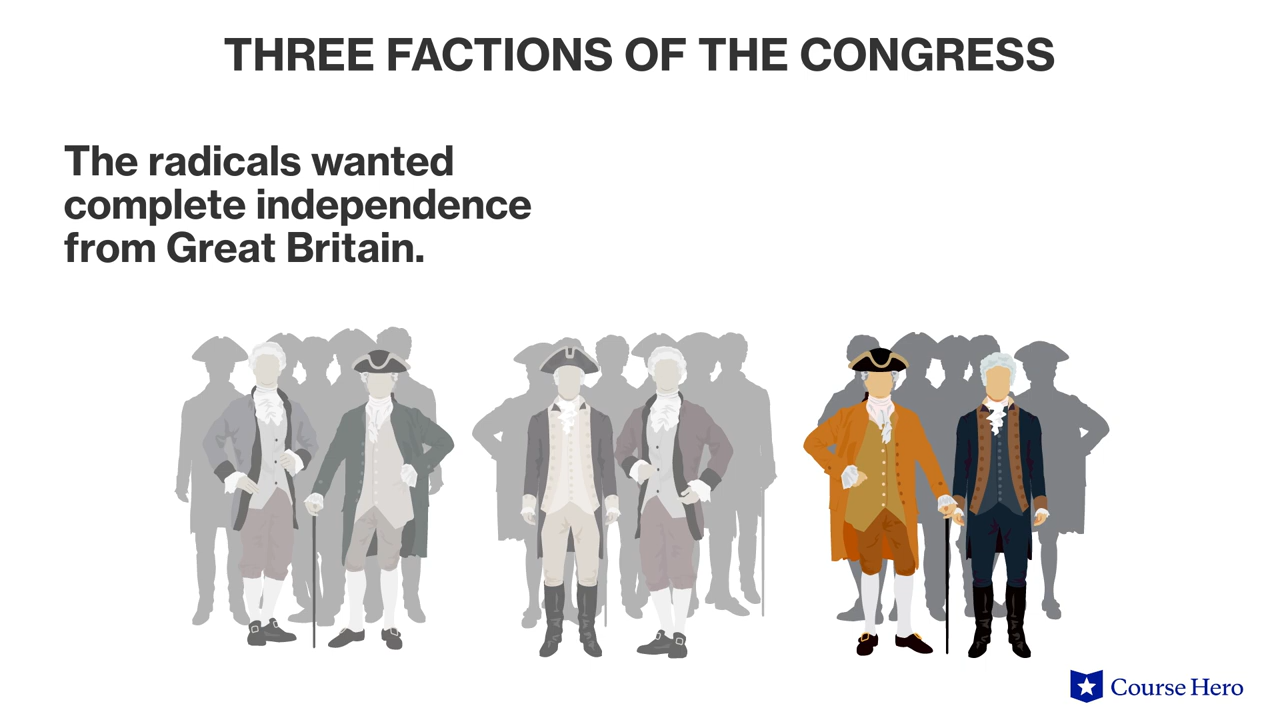 THREE FACTIONS OF THE CONGRESS
The radicals wanted
complete independence
from Great Britain.
Course Hero